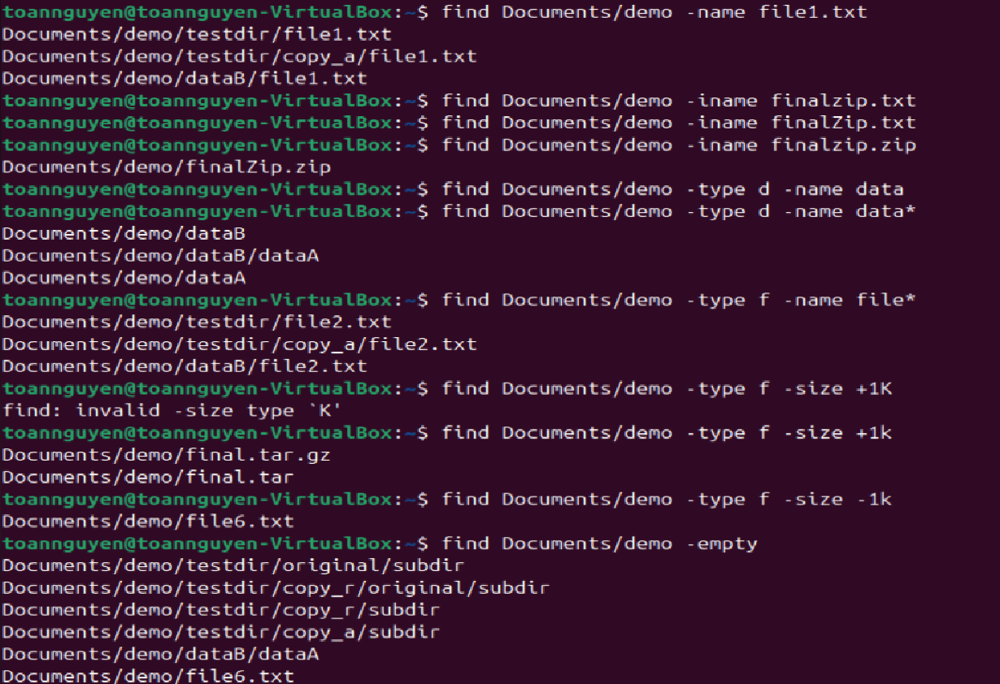 toannguyen@toannguyen-VirtualBox:~$ find Documents/demo -name file1.txt
Documents/demo/testdir/file1.txt
Documents/demo/testdir/copy_a/file1.txt
Documents/demo/dataB/file1.txt
toannguyen@toannguyen-VirtualBox:~$ find Documents/demo -iname finalzip.txt
toannguyen@toannguyen-VirtualBox:~$ find Documents/demo -iname finalZip.txt
toannguyen@toannguyen-VirtualBox:~$ find Documents/demo -iname finalzip.zip
Documents/demo/finalZip.zip
toannguyen@toannguyen-VirtualBox:~$ find Documents/demo -type d -name data
toannguyen@toannguyen-VirtualBox:~$ find Documents/demo -type d -name data*
Documents/demo/dataB
Documents/demo/dataB/dataA
Documents/demo/dataA
toannguyen@toannguyen-VirtualBox:~$ find Documents/demo -type f -name file*
Documents/demo/testdir/file2.txt
Documents/demo/testdir/copy_a/file2.txt
Documents/demo/dataB/file2.txt
toannguyen@toannguyen-VirtualBox:~$ find Documents/demo -type f -size +1K
find: invalid -size type `K'
toannguyen@toannguyen-VirtualBox:~$ find Documents/demo -type f -size +1k
Documents/demo/final.tar.gz
Documents/demo/final.tar
toannguyen@toannguyen-VirtualBox:~$ find Documents/demo -type f -size -1k
Documents/demo/file6.txt
toannguyen@toannguyen-VirtualBox:~$ find Documents/demo -empty
Documents/demo/testdir/original/subdir
Documents/demo/testdir/copy_r/original/subdir
Documents/demo/testdir/copy_r/subdir
Documents/demo/testdir/copy_a/subdir
Documents/demo/dataB/dataA
Documents/demo/file6.txt